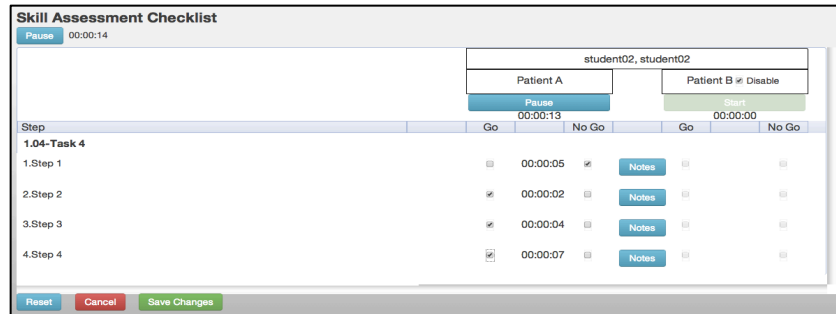 Skill Assessment Checklist
Pause 00:00:14
student02, student02
Patient A Patient B Disable
Pause Start
00:00:13 00:00:00
Step Go No Go Go No Go
1.04-Task 4
1.Step 1 00:00:05 Notes
2.Step 2 00:00:02 Notes
3.Step 3 00:00:04 Notes
4.Step 4 00:00:07 Notes
Reset Cancel Save Changes